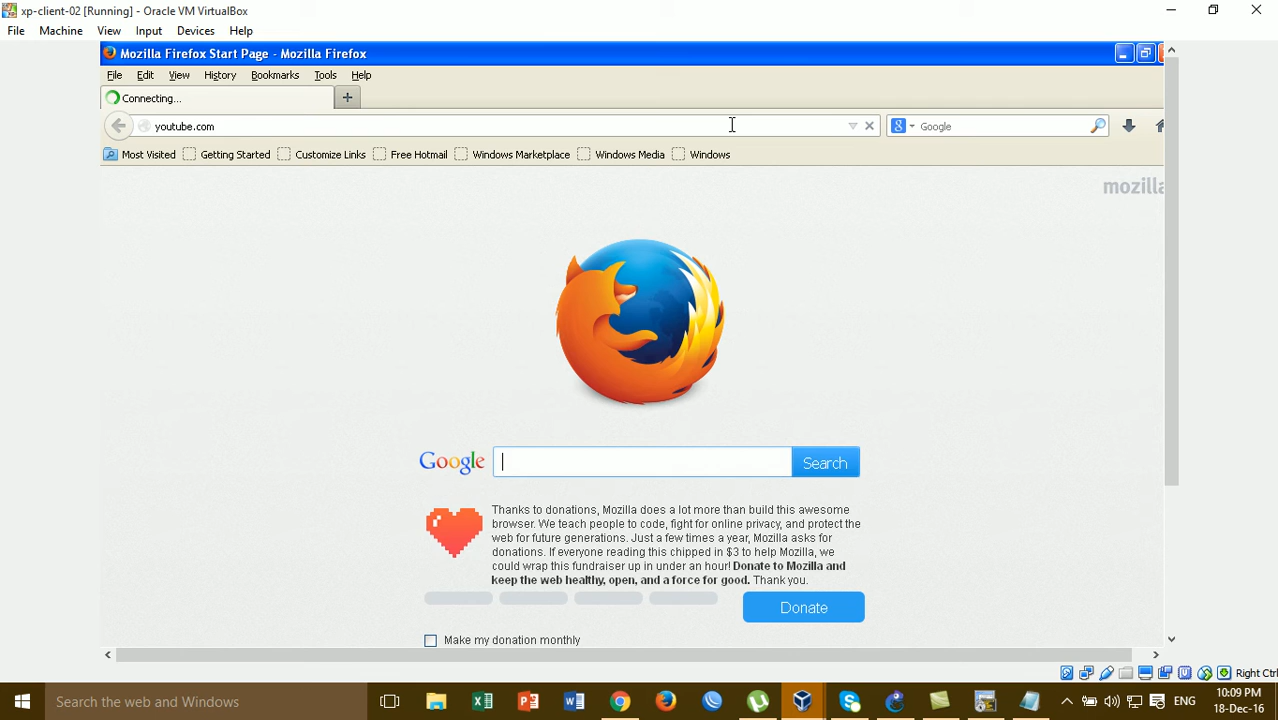 xp-client-02 [Running] - Oracle VM VirtualBox
File Machine View Input Devices Help
Mozilla Firefox Start Page - Mozilla Firefox
File Edit View History Bookmarks Tools Help
Connecting...
youtube.com
Google
Most Visited Getting Started Customize Links Free Hotmail Windows Marketplace Windows Media Windows
mozilla
Google Search
Thanks to donations, Mozilla does a lot more than build this awesome
browser. We teach people to code, fight for online privacy, and protect the
web for future generations. Just a few times a year, Mozilla asks for
donations. If everyone reading this chipped in $3 to help Mozilla, we
could wrap this fundraiser up in under an hour! Donate to Mozilla and
keep the web healthy, open, and a force for good. Thank you.
Donate
Make my donation monthly
Right Ctrl
Search the web and Windows
ENG
10:09 PM
18-Dec-16